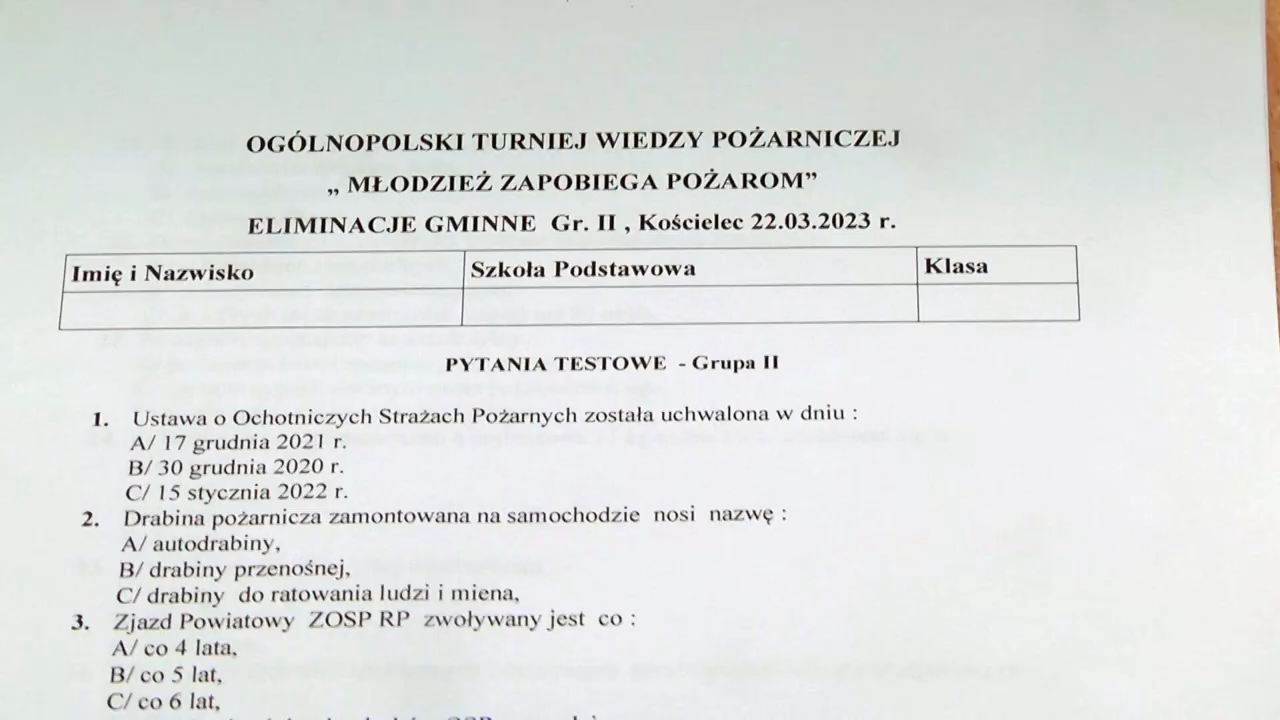 OGÓLNOPOLSKI TURNIEJ WIEDZY POŻARNICZEJ
„ MŁODZIEŻ ZAPOBIEGA POŻAROM”
ELIMINACJE GMINNE Gr. II , Kościelec 22.03.2023 r.
Imię i Nazwisko Szkoła Podstawowa Klasa
PYTANIA TESTOWE - Grupa II
1. Ustawa o Ochotniczych Strażach Pożarnych została uchwalona w dniu :
A/ 17 grudnia 2021 r.
B/ 30 grudnia 2020 r.
C/ 15 stycznia 2022 r.
2. Drabina pożarnicza zamontowana na samochodzie nosi nazwę :
A/ autodrabiny,
B/ drabiny przenośnej,
C/ drabiny do ratowania ludzi i miena,
3. Zjazd Powiatowy ZOSP RP zwoływany jest co :
A/ co 4 lata,
B/ co 5 lat,
C/ co 6 lat,